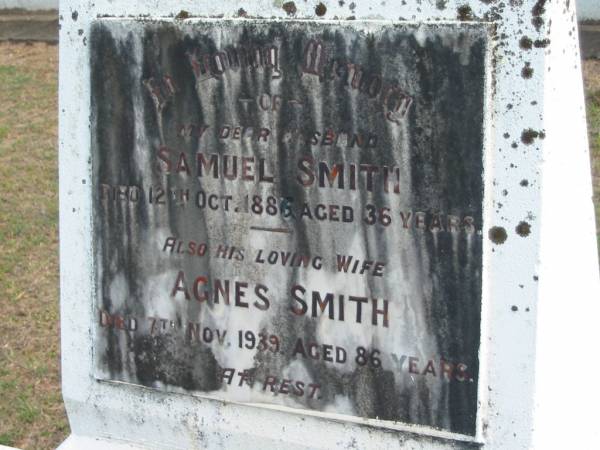 In Loving Memory
OF
MY DEAR HUSBAND
SAMUEL SMITH
DIED 12TH OCT. 1886 AGED 36 YEARS.
ALSO HIS LOVING WIFE
AGNES SMITH
DIED 7TH NOV. 1939 AGED 86 YEARS.
AT REST.